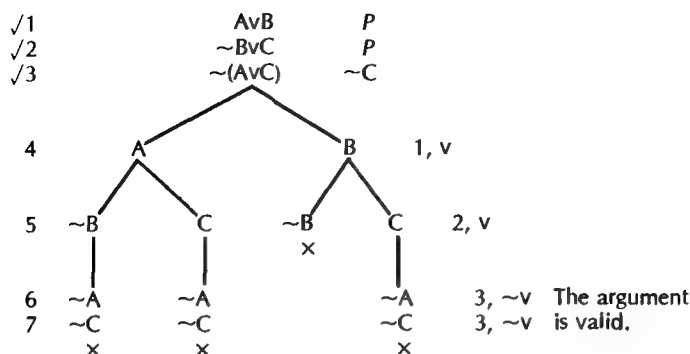 √1 AvB P
√2 ~BvC P
√3 ~(AvC) ~C
4 A B 1, v
5 ~B C ~B C 2, v
×
6 ~A ~A ~A 3, ~v The argument
7 ~C ~C ~C 3, ~v is valid.
× × ×